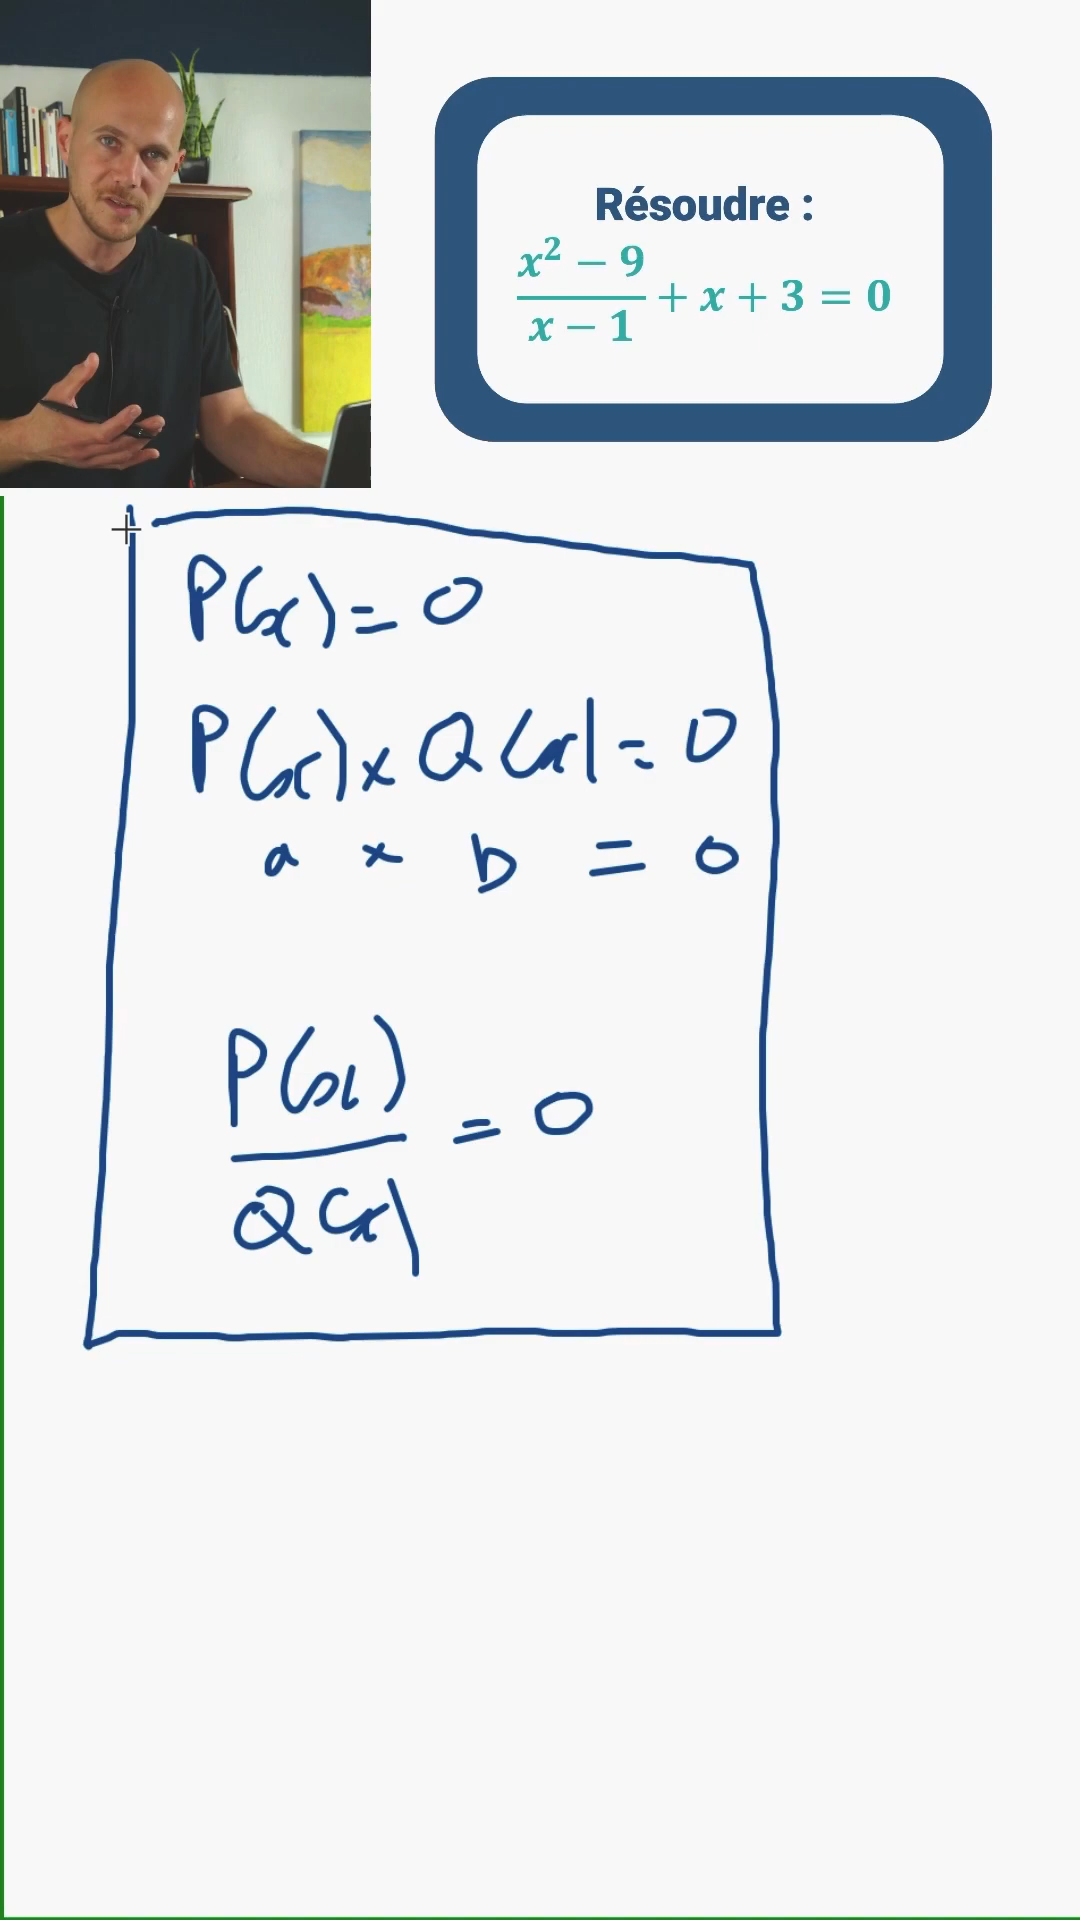 Résoudre :
x² − 9
――― + x + 3 = 0
x − 1
P(x) = 0
P(x) × Q(x) = 0
a × b = 0
P(x)
――― = 0
Q(x)